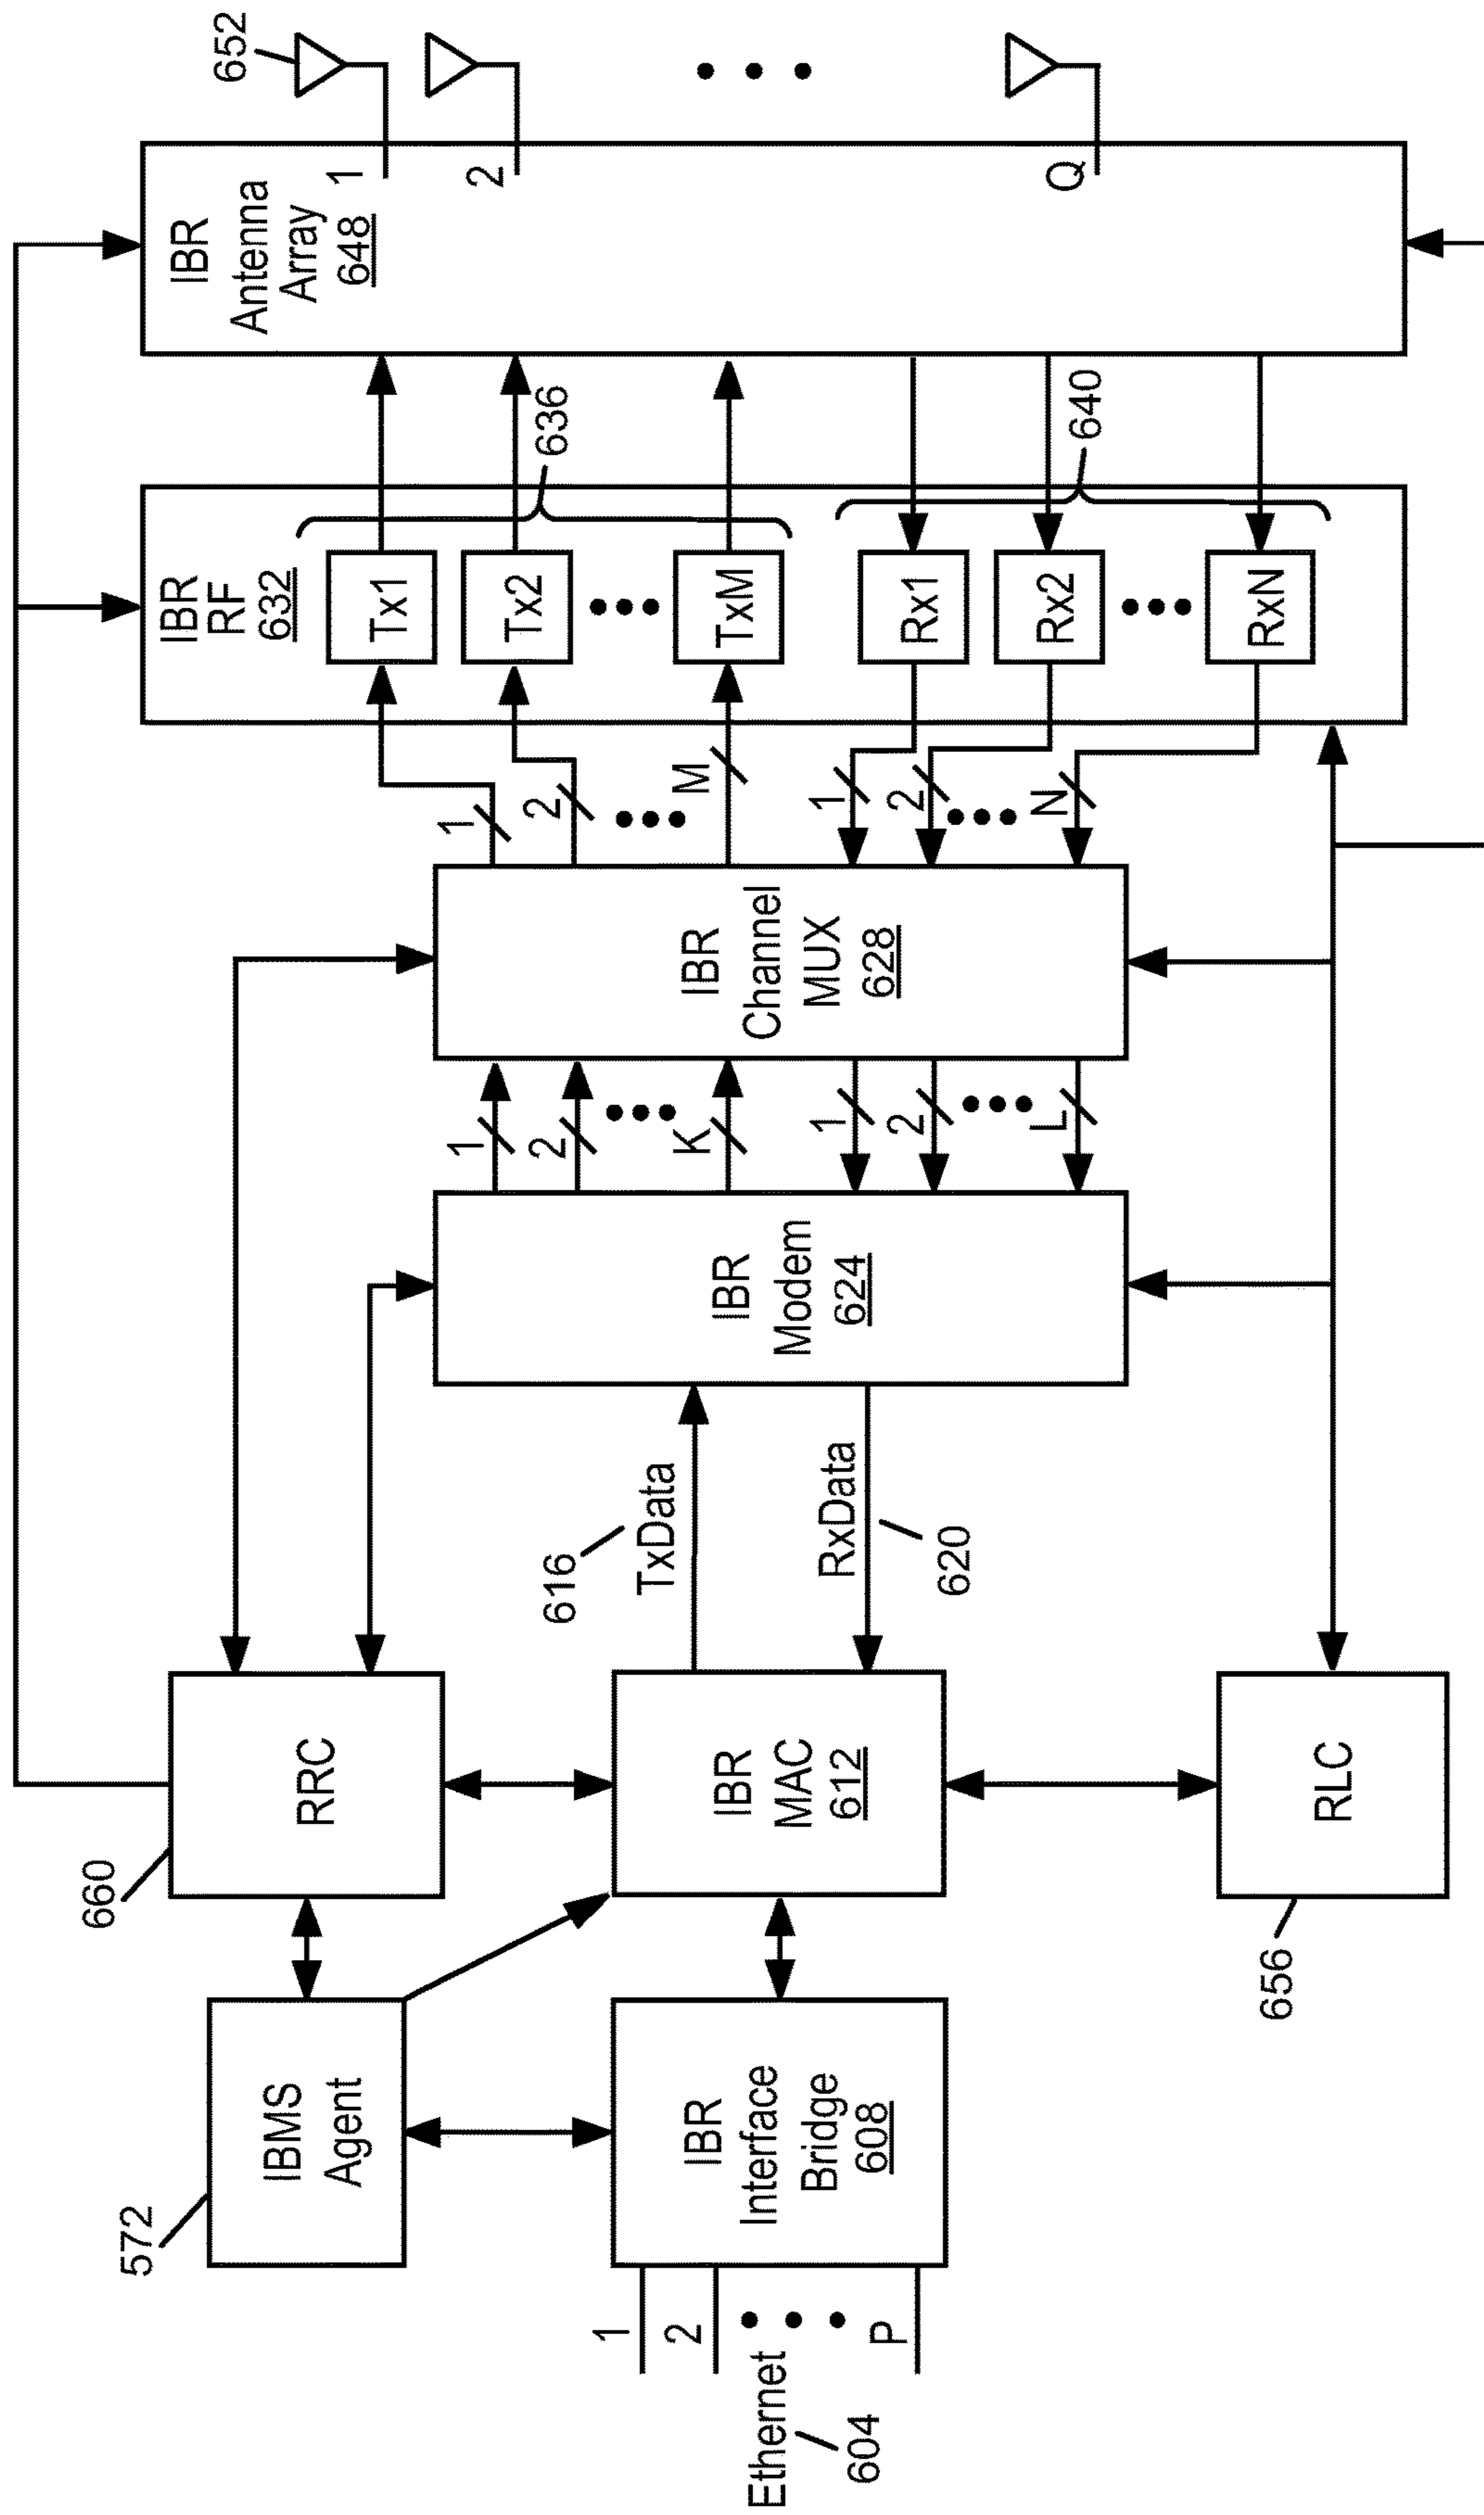 572
IBMS
Agent
660
RRC
Ethernet
604
1
2
P
IBR
Interface
Bridge
608
IBR
MAC
612
656
RLC
616
TxData
RxData
620
IBR
Modem
624
1
2
K
1
2
L
IBR
Channel
MUX
628
1
2
M
1
2
N
IBR
RF
632
Tx1
Tx2
TxM
Rx1
Rx2
RxN
636
640
IBR
Antenna
Array
648
1
2
Q
652